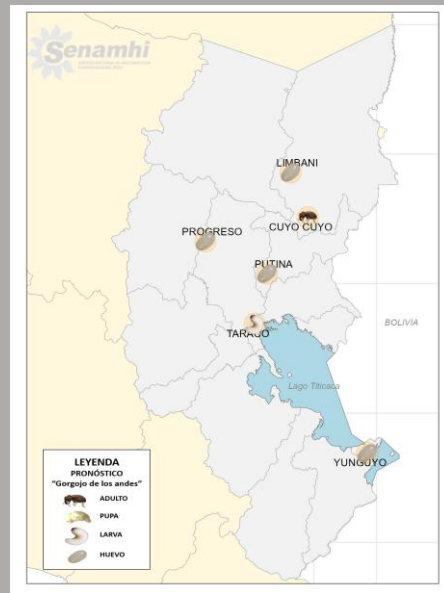 Senamhi
LIMBANI
CUYO CUYO
PROGRESO
PUTINA
TARACO
BOLIVIA
Lago Titicaca
YUNGUYO
LEYENDA
PRONÓSTICO
"Gorgojo de los andes"
ADULTO
PUPA
LARVA
HUEVO